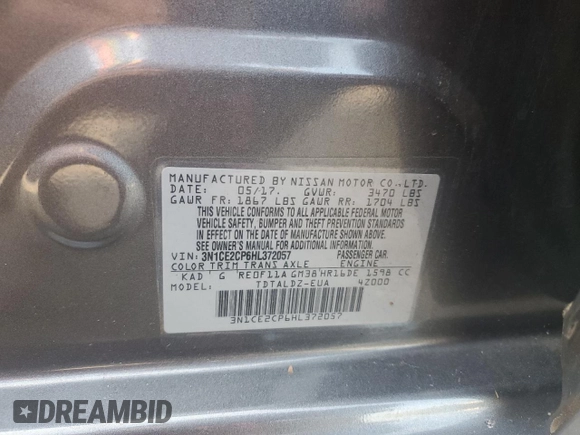 MANUFACTURED BY NISSAN MOTOR CO.,LTD.
DATE: 05/17. GVWR: 3470 LBS
GAWR FR: 1867 LBS GAWR RR: 1704 LBS
THIS VEHICLE CONFORMS TO ALL APPLICABLE FEDERAL MOTOR
VEHICLE SAFETY, BUMPER AND THEFT PREVENTION STANDARDS
IN EFFECT ON THE DATE OF MANUFACTURE SHOWN ABOVE.
SEE OWNER'S MANUAL FOR ADDITIONAL INFORMATION.
VIN: 3N1CE2CP6HL372057 PASSENGER CAR
COLOR TRIM TRANS AXLE ENGINE
KAD G RE0F11A GM38 HR16DE 1598 CC
MODEL: TDTALDZ-EUA 4Z000
3N1CE2CP6HL372057
DREAMBID